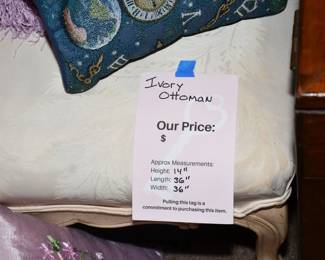 Ivory
Ottoman
Our Price:
$
Approx Measurements:
Height: 14"
Length: 36"
Width: 36"
Pulling this tag is a
commitment to purchasing this item.